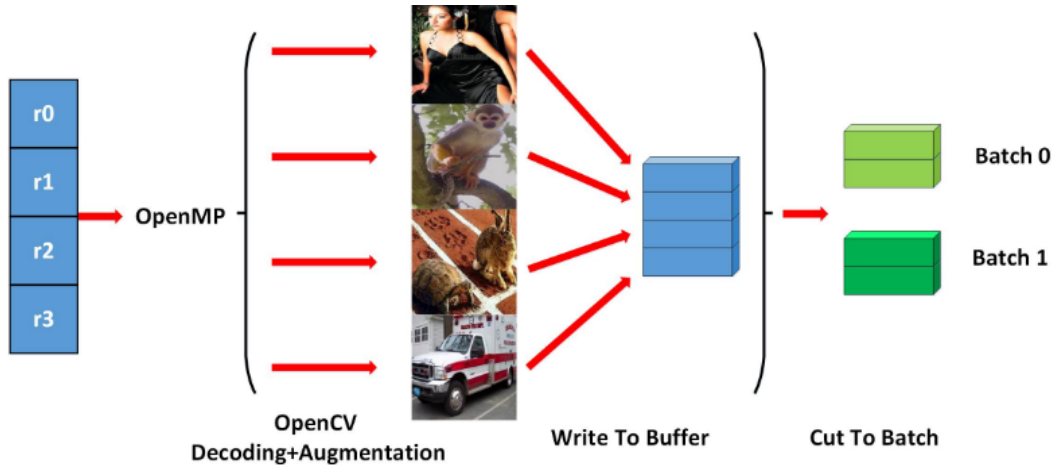 r0
r1
r2
r3
OpenMP
OpenCV
Decoding+Augmentation
Write To Buffer
Batch 0
Batch 1
Cut To Batch